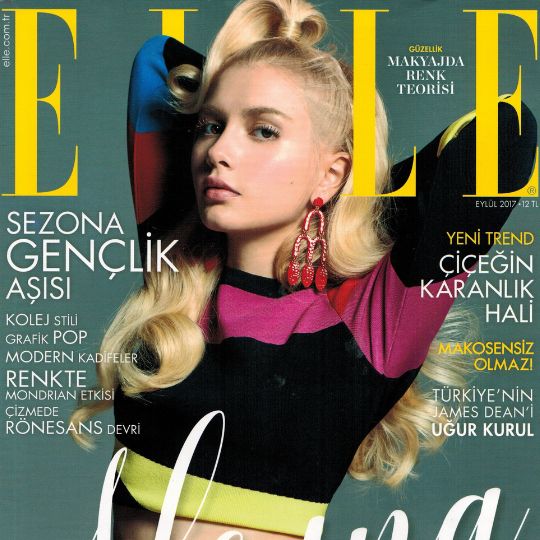 ELLE
elle.com.tr
GÜZELLİK
MAKYAJDA
RENK
TEORİSİ
EYLÜL 2017•12 TL
SEZONA
GENÇLİK
AŞISI
KOLEJ STİLİ
GRAFİK POP
MODERN KADİFELER
RENKTE
MONDRIAN ETKİSİ
ÇİZMEDE
RÖNESANS DEVRİ
YENİ TREND
ÇİÇEĞİN
KARANLIK
HALİ
MAKOSENSİZ
OLMAZ!
TÜRKİYE'NİN
JAMES DEAN'İ
UĞUR KURUL